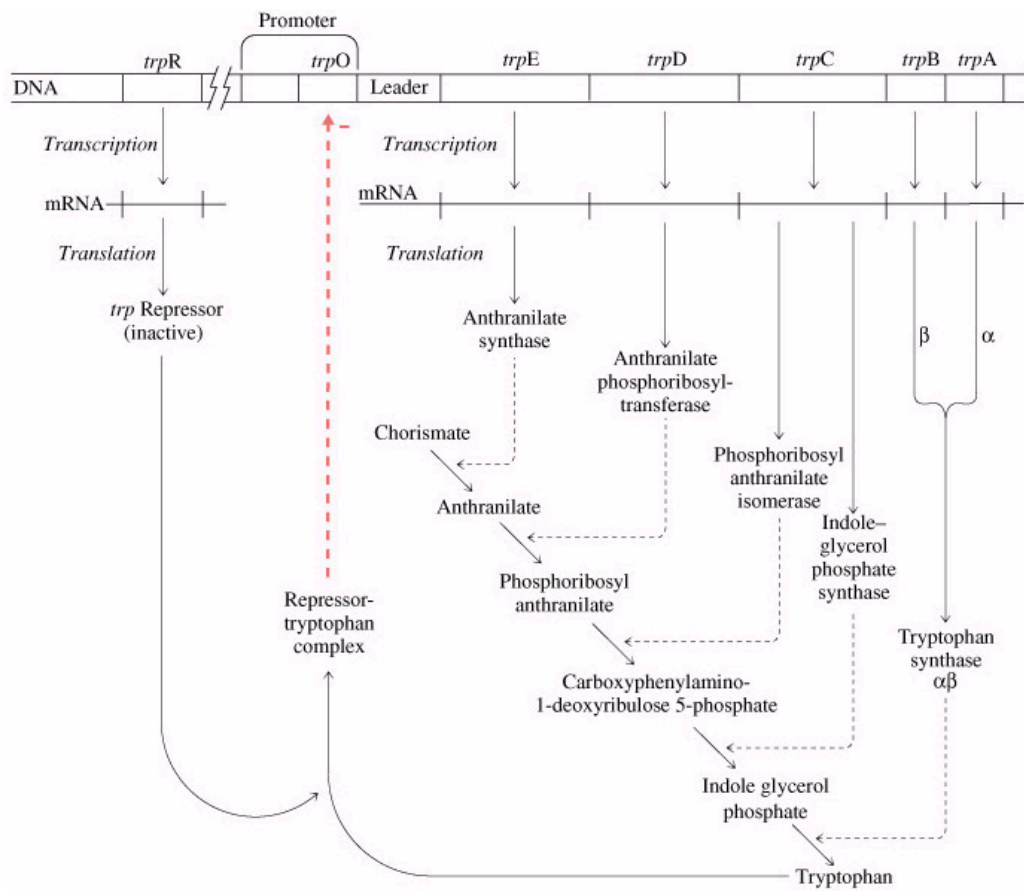 Promoter
trpR
trpO
trpE
trpD
trpC
trpB
trpA
DNA
Leader
Transcription
Transcription
mRNA
mRNA
Translation
Translation
trp Repressor
(inactive)
Anthranilate
synthase
Anthranilate
phosphoribosyl-
transferase
β
α
Chorismate
Phosphoribosyl
anthranilate
isomerase
Anthranilate
Indole–
glycerol
phosphate
synthase
Phosphoribosyl
anthranilate
Repressor-
tryptophan
complex
Tryptophan
synthase
αβ
Carboxyphenylamino-
1-deoxyribulose 5-phosphate
Indole glycerol
phosphate
Tryptophan